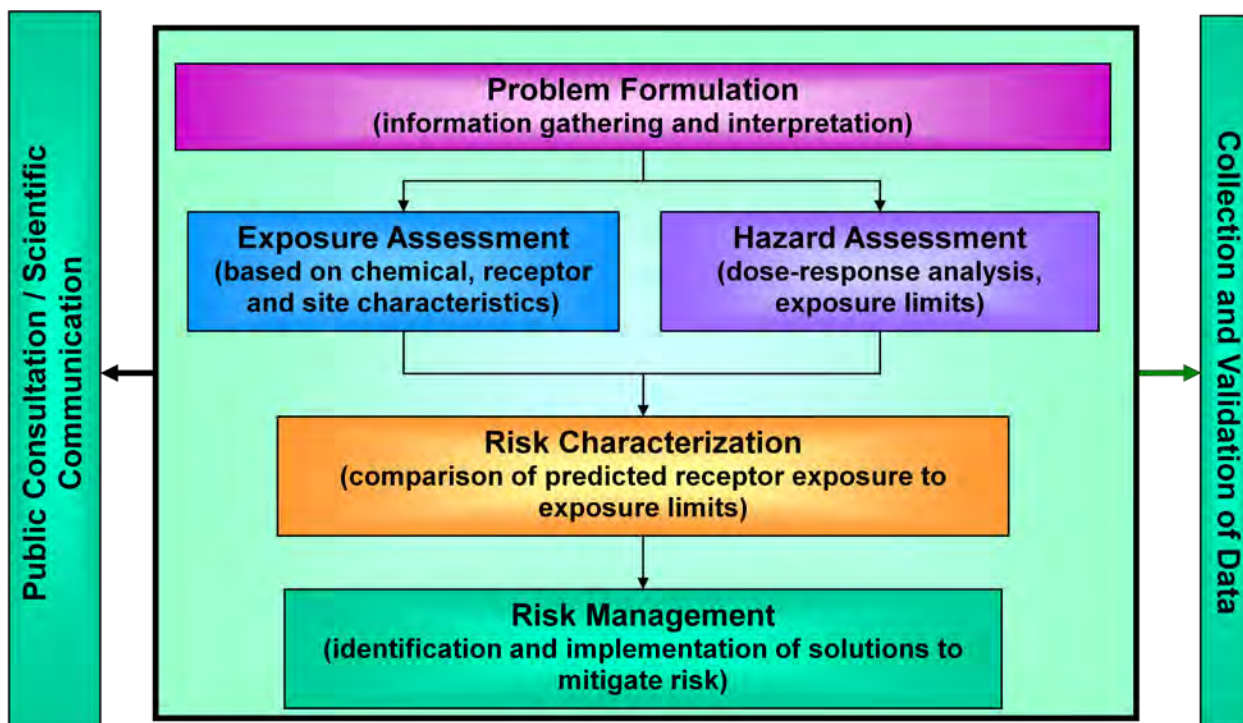 Public Consultation / Scientific
Communication
Problem Formulation
(information gathering and interpretation)
Exposure Assessment
(based on chemical, receptor
and site characteristics)
Hazard Assessment
(dose-response analysis,
exposure limits)
Risk Characterization
(comparison of predicted receptor exposure to
exposure limits)
Risk Management
(identification and implementation of solutions to
mitigate risk)
Collection and Validation of Data